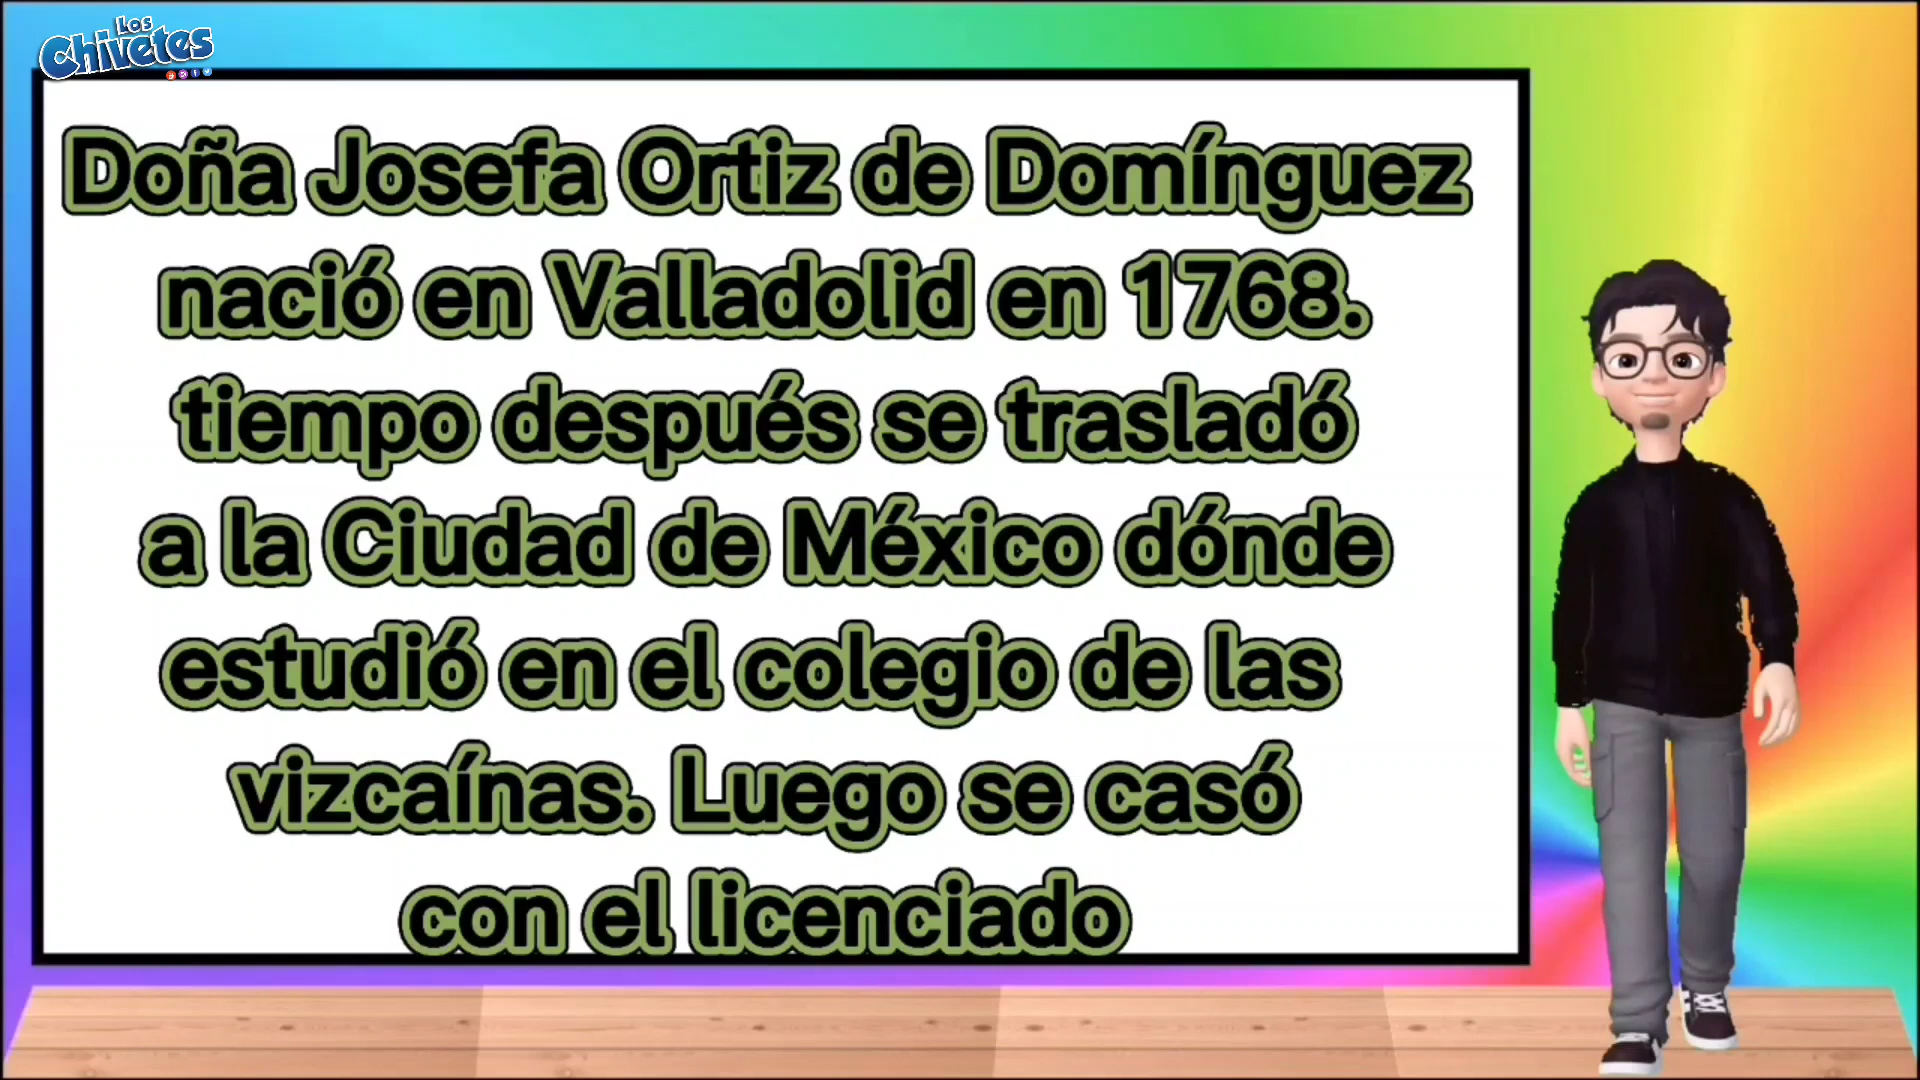 Los
Chivetes
Doña Josefa Ortiz de Domínguez
nació en Valladolid en 1768.
tiempo después se trasladó
a la Ciudad de México dónde
estudió en el colegio de las
vizcaínas. Luego se casó
con el licenciado